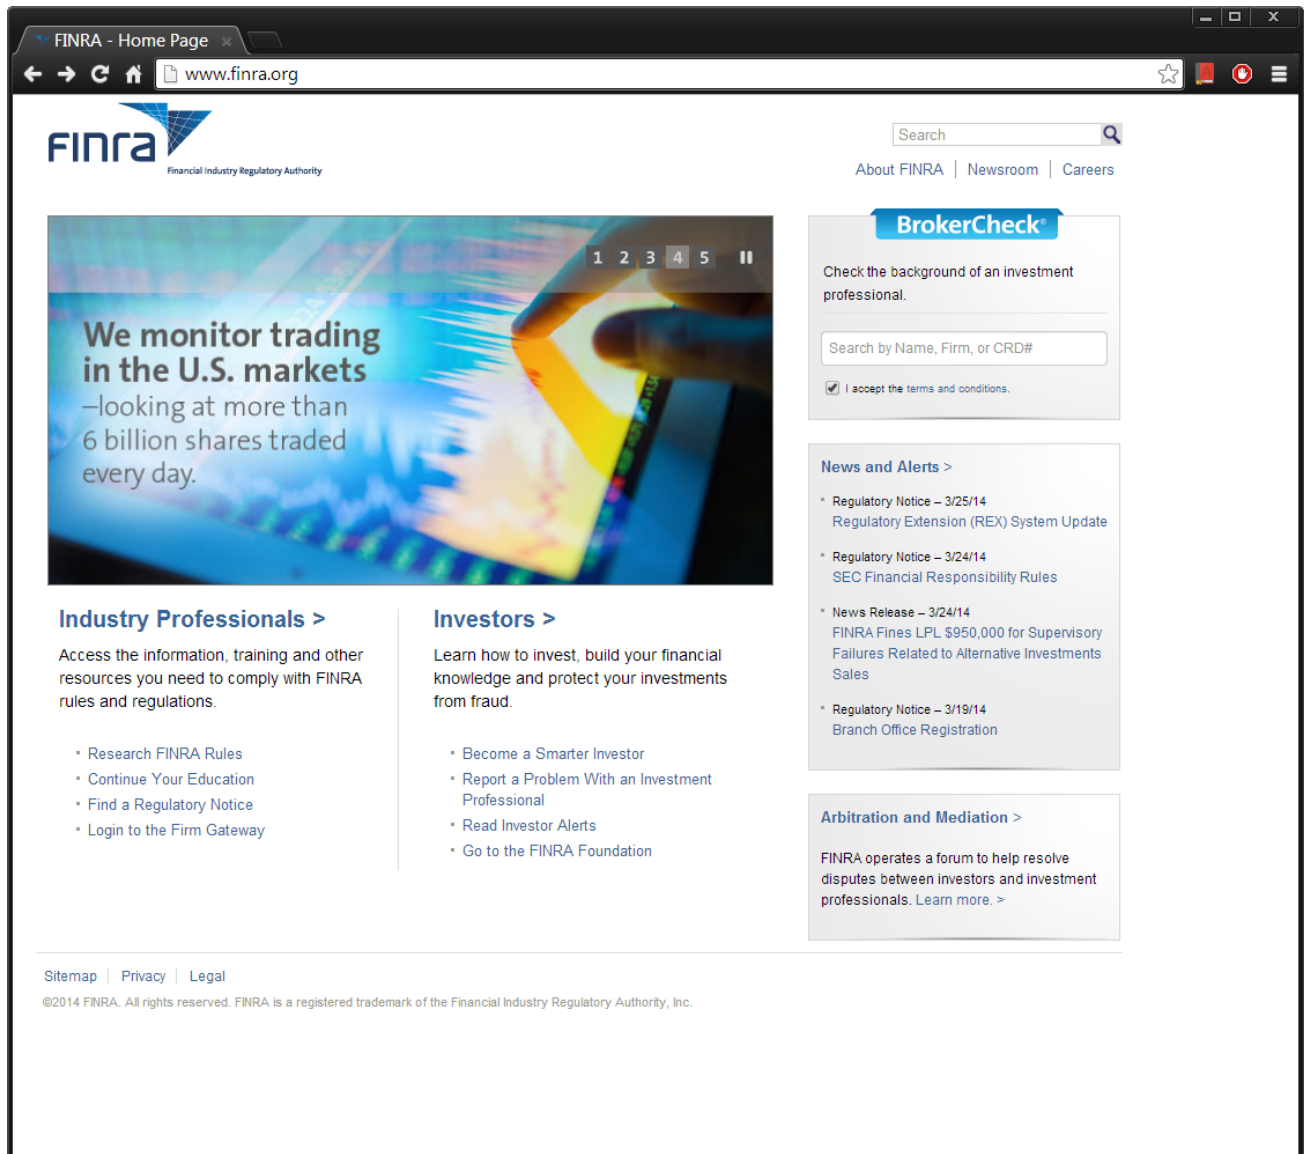 FINRA - Home Page
www.finra.org
FINRA
Financial Industry Regulatory Authority
Search
About FINRA | Newsroom | Careers
1 2 3 4 5
We monitor trading
in the U.S. markets
–looking at more than
6 billion shares traded
every day.
Industry Professionals >
Access the information, training and other
resources you need to comply with FINRA
rules and regulations.
Research FINRA Rules
Continue Your Education
Find a Regulatory Notice
Login to the Firm Gateway
Investors >
Learn how to invest, build your financial
knowledge and protect your investments
from fraud.
Become a Smarter Investor
Report a Problem With an Investment
Professional
Read Investor Alerts
Go to the FINRA Foundation
BrokerCheck®
Check the background of an investment
professional.
Search by Name, Firm, or CRD#
I accept the terms and conditions.
News and Alerts >
Regulatory Notice – 3/25/14
Regulatory Extension (REX) System Update
Regulatory Notice – 3/24/14
SEC Financial Responsibility Rules
News Release – 3/24/14
FINRA Fines LPL $950,000 for Supervisory
Failures Related to Alternative Investments
Sales
Regulatory Notice – 3/19/14
Branch Office Registration
Arbitration and Mediation >
FINRA operates a forum to help resolve
disputes between investors and investment
professionals. Learn more. >
Sitemap | Privacy | Legal
©2014 FINRA. All rights reserved. FINRA is a registered trademark of the Financial Industry Regulatory Authority, Inc.